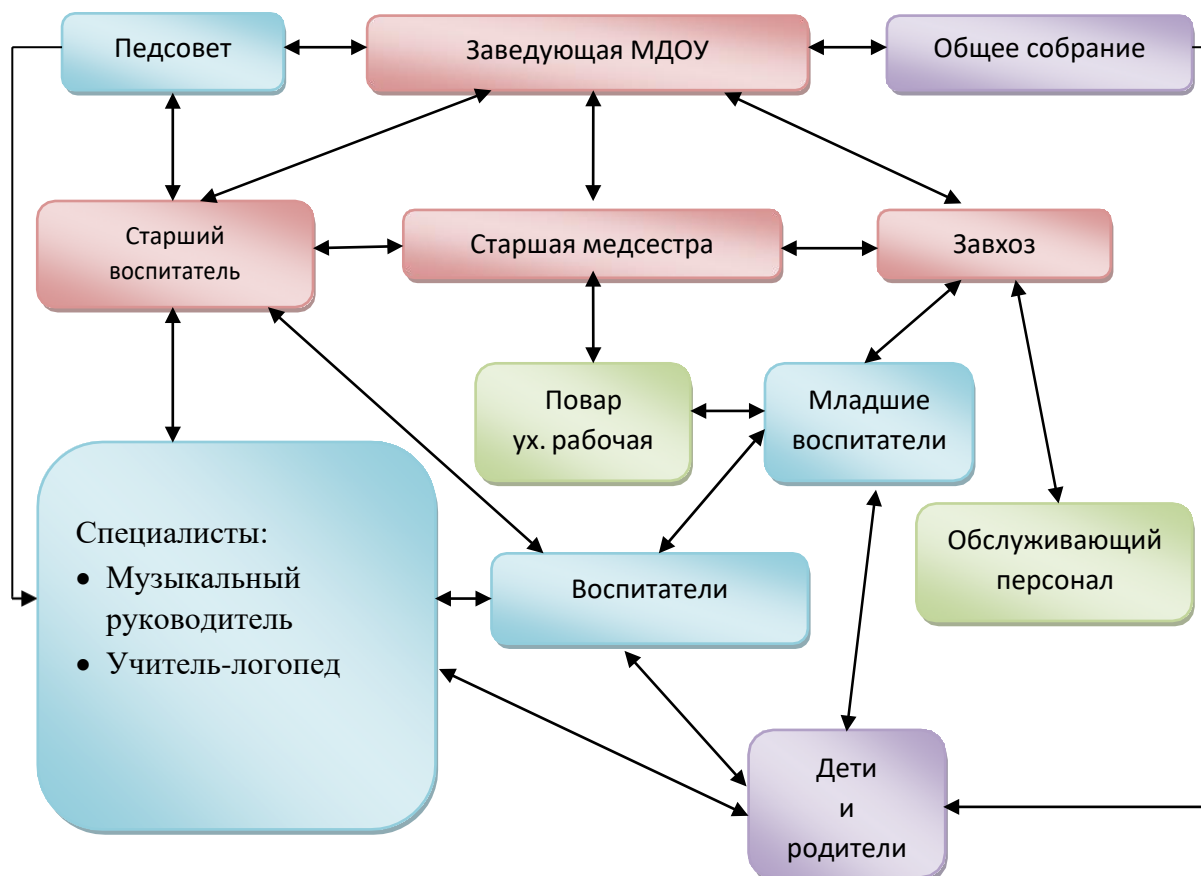 Педсовет
Заведующая МДОУ
Общее собрание
Старший
воспитатель
Старшая медсестра
Завхоз
Повар
ух. рабочая
Младшие
воспитатели
Специалисты:
• Музыкальный
руководитель
• Учитель-логопед
Воспитатели
Обслуживающий
персонал
Дети
и
родители